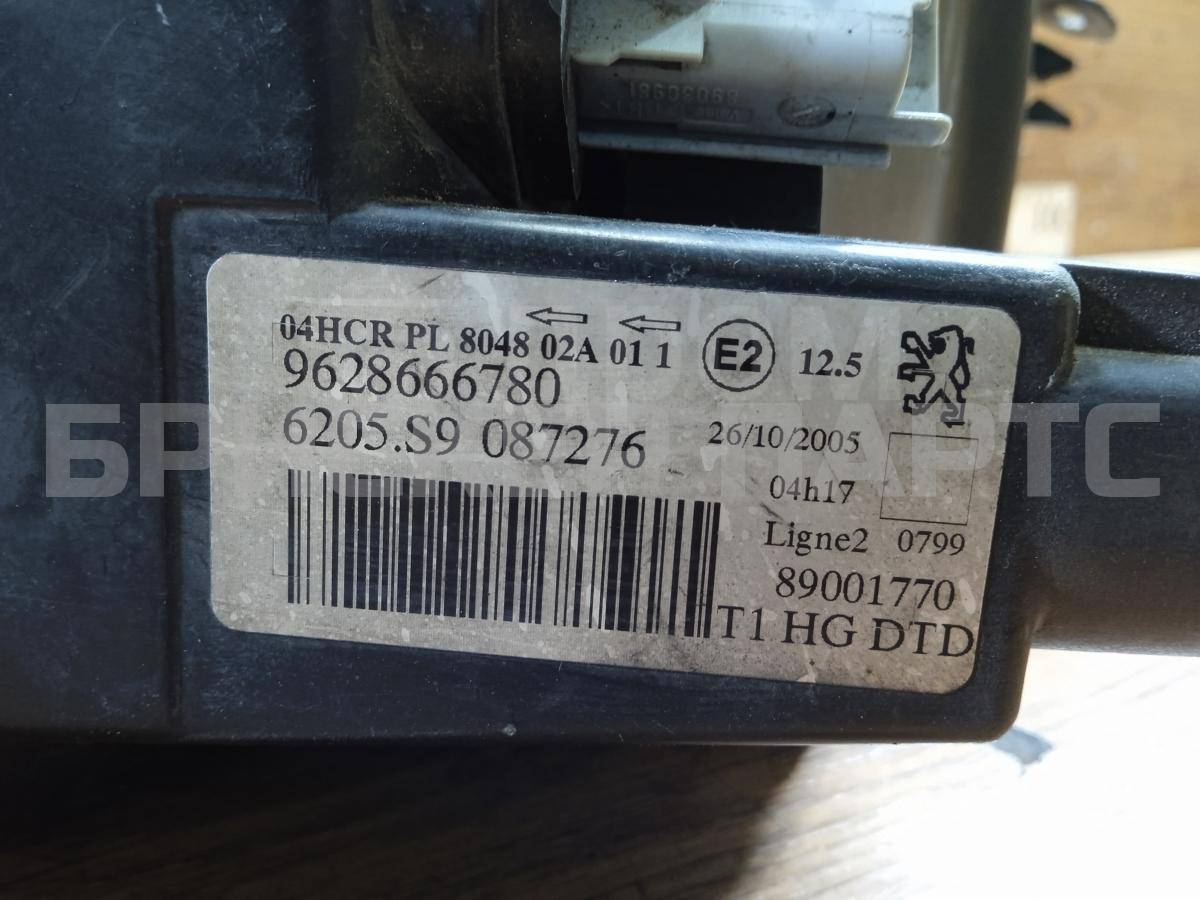 89030981
04HCR PL 8048 02A 01 1
E2
12.5
9628666780
6205.S9 087276
26/10/2005
04h17
Ligne2 0799
89001770
T1 HG DTD